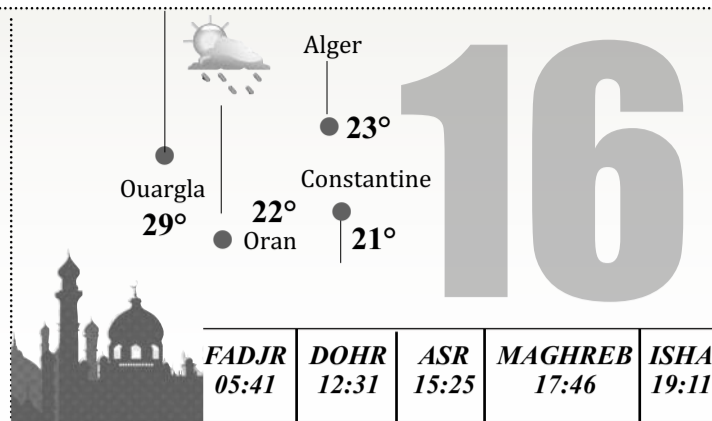 Alger
23°
16
Ouargla
29°
Constantine
21°
22°
Oran
FADJR DOHR ASR MAGHREB ISHA
05:41 12:31 15:25 17:46 19:11